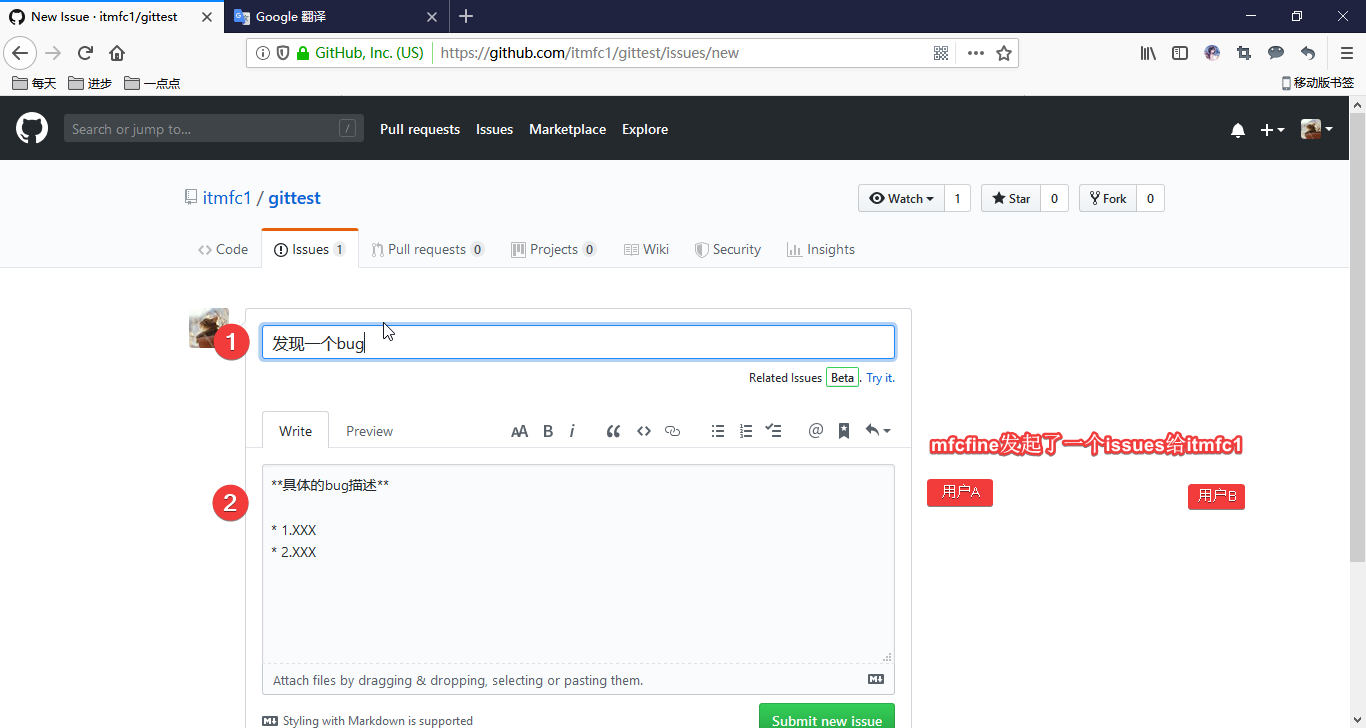 New Issue · itmfc1/gittest
Google 翻译
GitHub, Inc. (US)
https://github.com/itmfc1/gittest/issues/new
每天
进步
一点点
移动版书签
Search or jump to...
/
Pull requests
Issues
Marketplace
Explore
itmfc1 / gittest
Watch 1
Star 0
Fork 0
Code
Issues 1
Pull requests 0
Projects 0
Wiki
Security
Insights
1
发现一个bug
Related Issues Beta. Try it.
Write
Preview
AA B i
@
mfcfine发起了一个issues给itmfc1
用户A
用户B
2
**具体的bug描述**
* 1.XXX
* 2.XXX
Attach files by dragging & dropping, selecting or pasting them.
Styling with Markdown is supported
Submit new issue